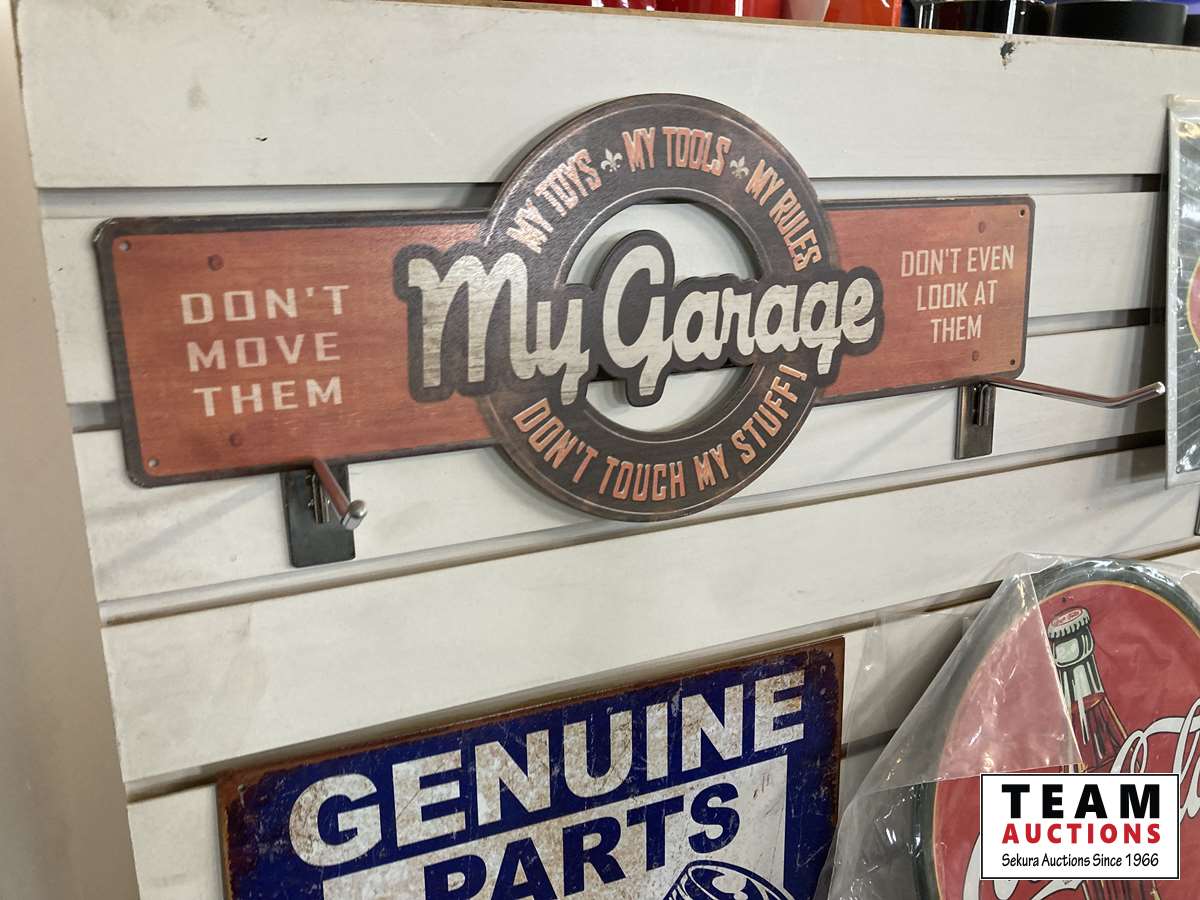 MY TOYS ⚜ MY TOOLS ⚜ MY RULES
My Garage
DON'T TOUCH MY STUFF!
DON'T
MOVE
THEM
DON'T EVEN
LOOK AT
THEM
GENUINE
PARTS
TEAM
AUCTIONS
Sekura Auctions Since 1966